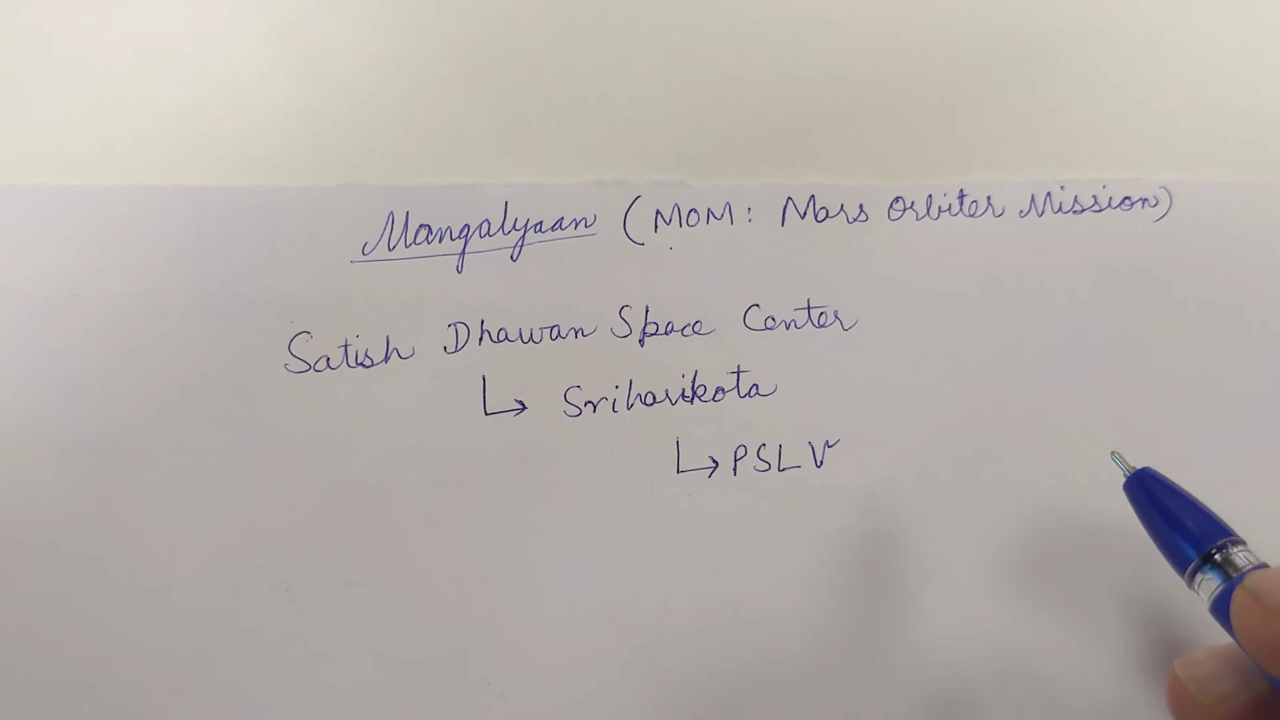 Mangalyaan (MOM: Mars Orbiter Mission)
Satish Dhawan Space Center
↳ Sriharikota
↳ PSLV